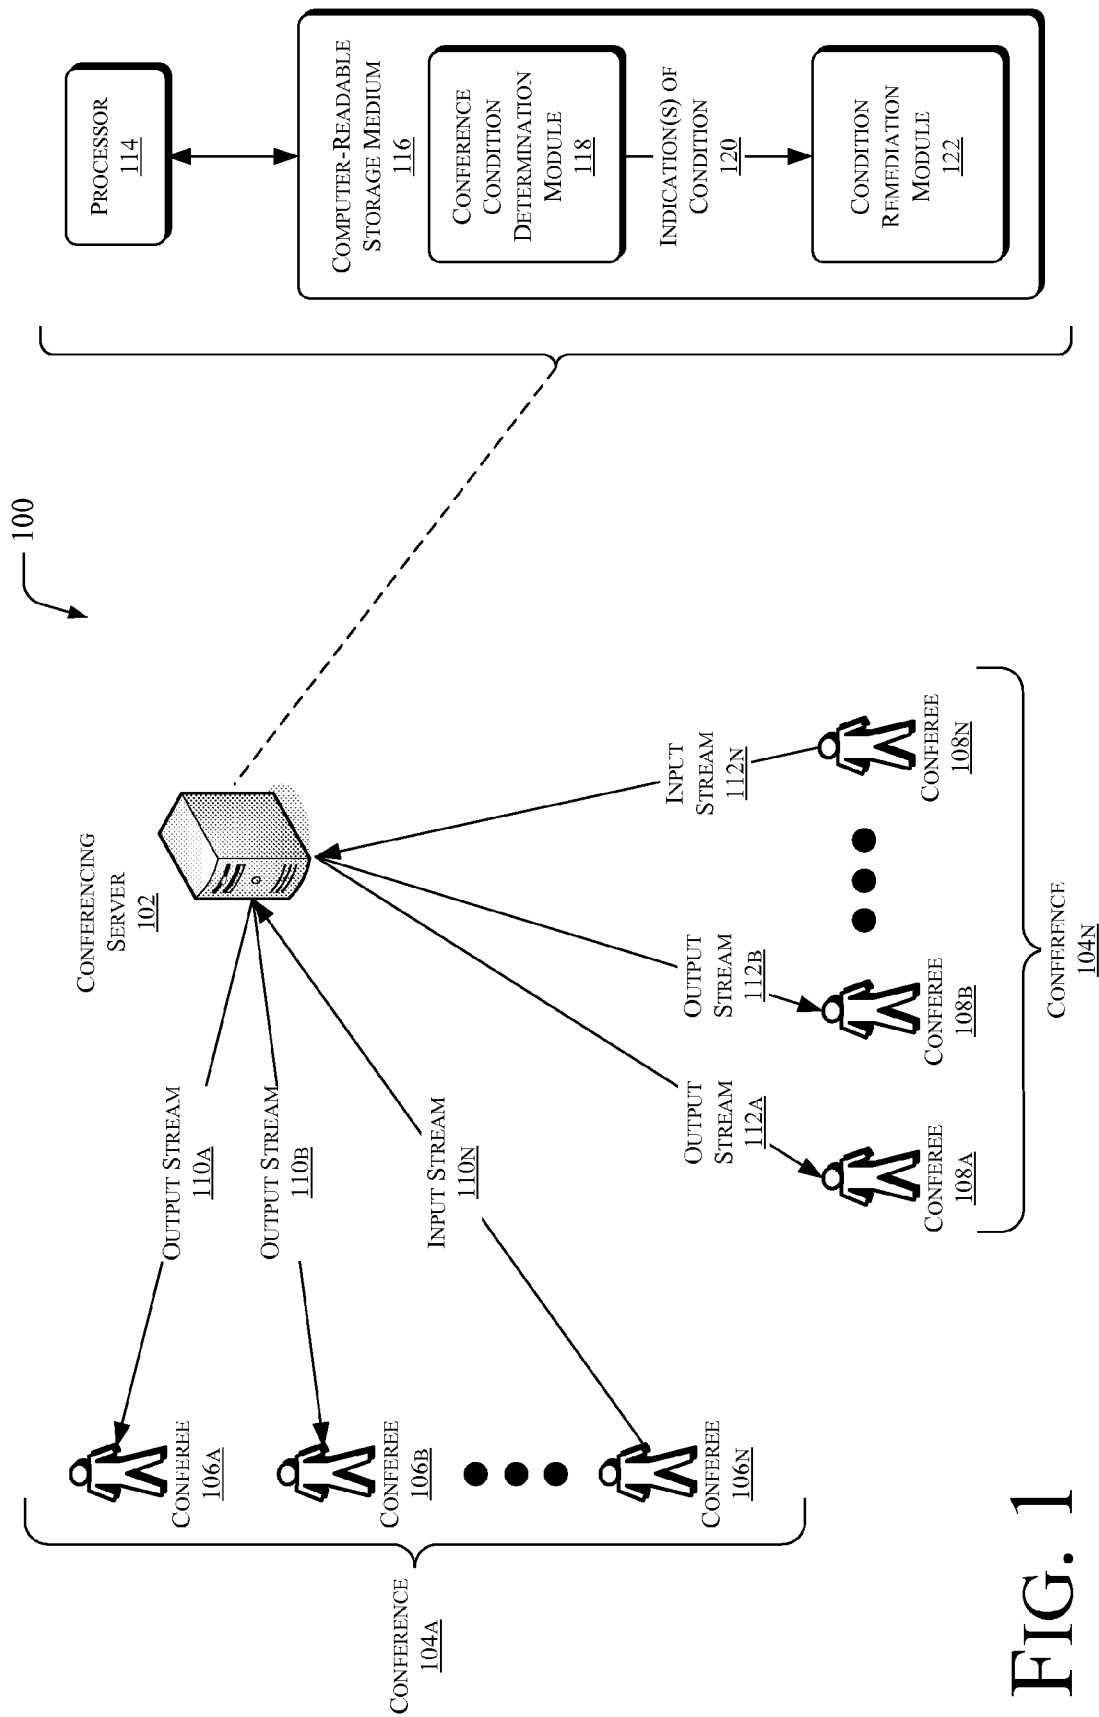 100
CONFERENCING
SERVER
102
PROCESSOR
114
COMPUTER-READABLE
STORAGE MEDIUM
116
CONFERENCE
CONDITION
DETERMINATION
MODULE
118
INDICATION(S) OF
CONDITION
120
CONDITION
REMEDIATION
MODULE
122
OUTPUT STREAM
110A
OUTPUT STREAM
110B
INPUT STREAM
110N
CONFEREE
106A
CONFEREE
106B
CONFEREE
106N
CONFERENCE
104A
OUTPUT
STREAM
112A
OUTPUT
STREAM
112B
INPUT
STREAM
112N
CONFEREE
108A
CONFEREE
108B
CONFEREE
108N
CONFERENCE
104N
FIG. 1